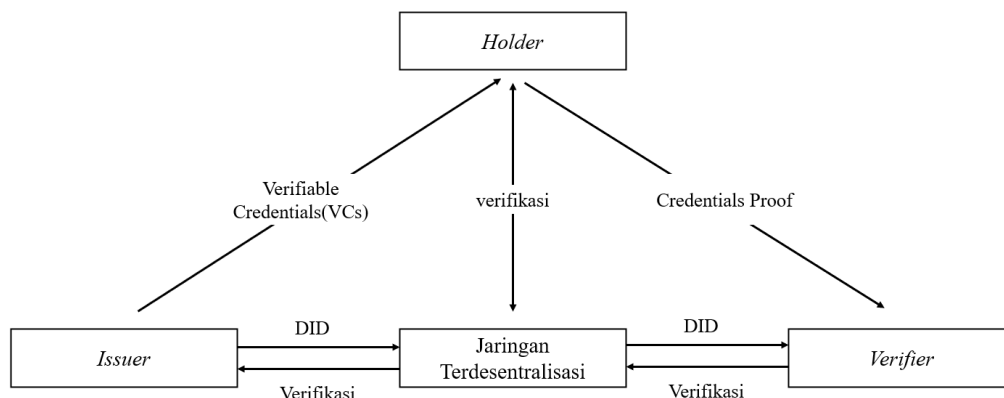 Holder
Verifiable
Credentials(VCs)
verifikasi
Credentials Proof
Issuer
DID
Verifikasi
Jaringan
Terdesentralisasi
DID
Verifikasi
Verifier